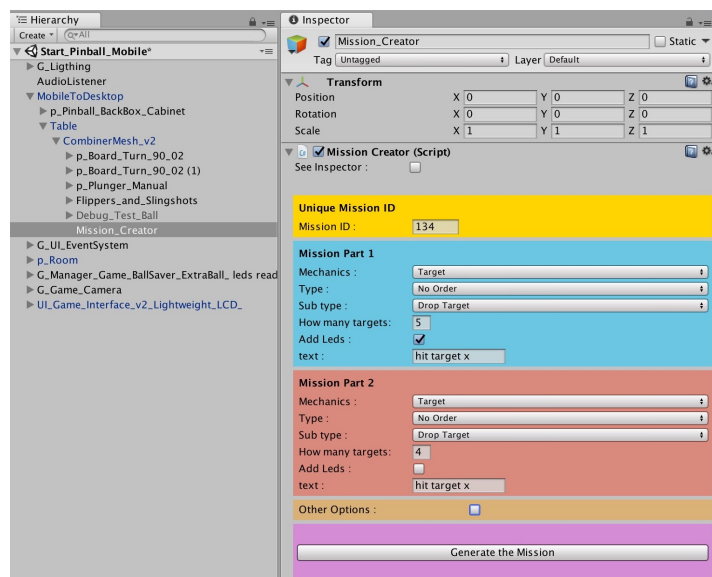 Hierarchy
Create
All
Start_Pinball_Mobile*
G_Ligthing
AudioListener
MobileToDesktop
p_Pinball_BackBox_Cabinet
Table
CombinerMesh_v2
p_Board_Turn_90_02
p_Board_Turn_90_02 (1)
p_Plunger_Manual
Flippers_and_Slingshots
Debug_Test_Ball
Mission_Creator
G_UI_EventSystem
p_Room
G_Manager_Game_BallSaver_ExtraBall_ leds read
G_Game_Camera
UI_Game_Interface_v2_Lightweight_LCD_
Inspector
Mission_Creator Static
Tag Untagged Layer Default
Transform
Position X 0 Y 0 Z 0
Rotation X 0 Y 0 Z 0
Scale X 1 Y 1 Z 1
Mission Creator (Script)
See Inspector :
Unique Mission ID
Mission ID : 134
Mission Part 1
Mechanics : Target
Type : No Order
Sub type : Drop Target
How many targets: 5
Add Leds :
text : hit target x
Mission Part 2
Mechanics : Target
Type : No Order
Sub type : Drop Target
How many targets: 4
Add Leds :
text : hit target x
Other Options :
Generate the Mission